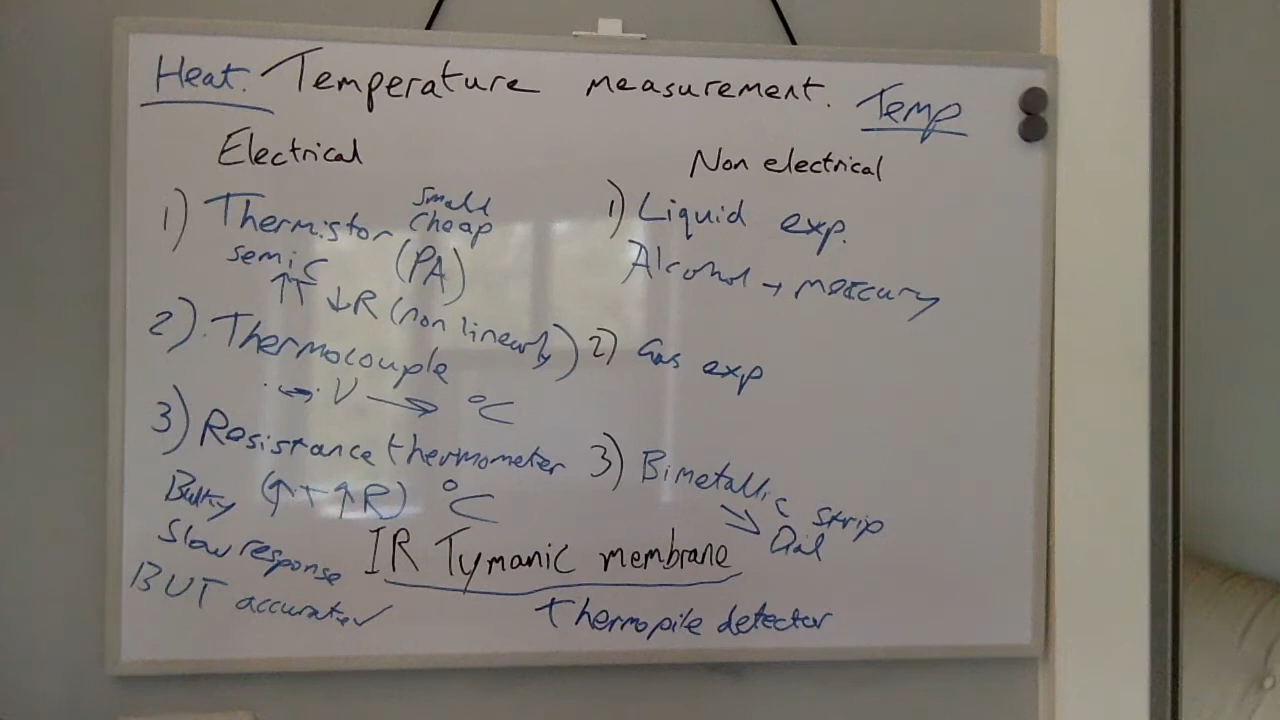 Heat. Temperature measurement. Temp
Electrical
1) Thermistor small cheap
semic (PA)
↑T ↓R (non linearly)
2). Thermocouple
V → °C
3) Resistance thermometer
Bulky (↑T ↑R) °C
Slow response
BUT accurate ✓
Non electrical
1) Liquid exp.
Alcohol → mercury
2) Gas exp
3) Bimetallic strip
→ Dial
IR Tymanic membrane
thermopile detector